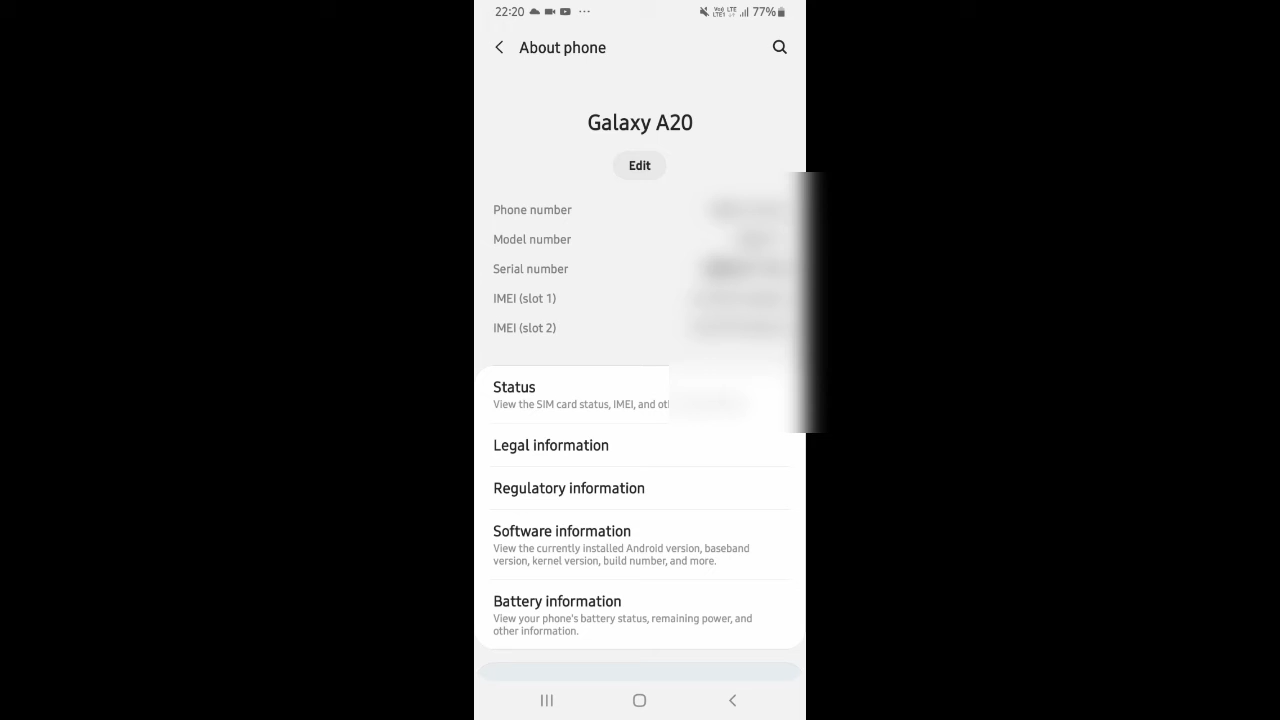 22:20 ... 77%
About phone
Galaxy A20
Edit
Phone number
Model number
Serial number
IMEI (slot 1)
IMEI (slot 2)
Status
View the SIM card status, IMEI, and
Legal information
Regulatory information
Software information
View the currently installed Android version, baseband
version, kernel version, build number, and more.
Battery information
View your phone's battery status, remaining power, and
other information.